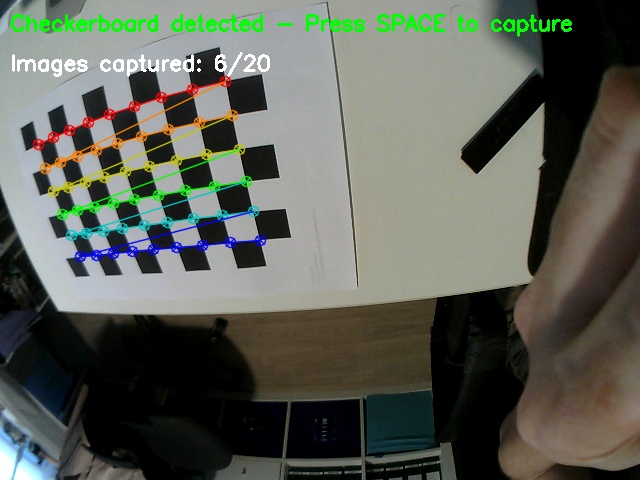 Checkerboard detected - Press SPACE to capture
Images captured: 6/20